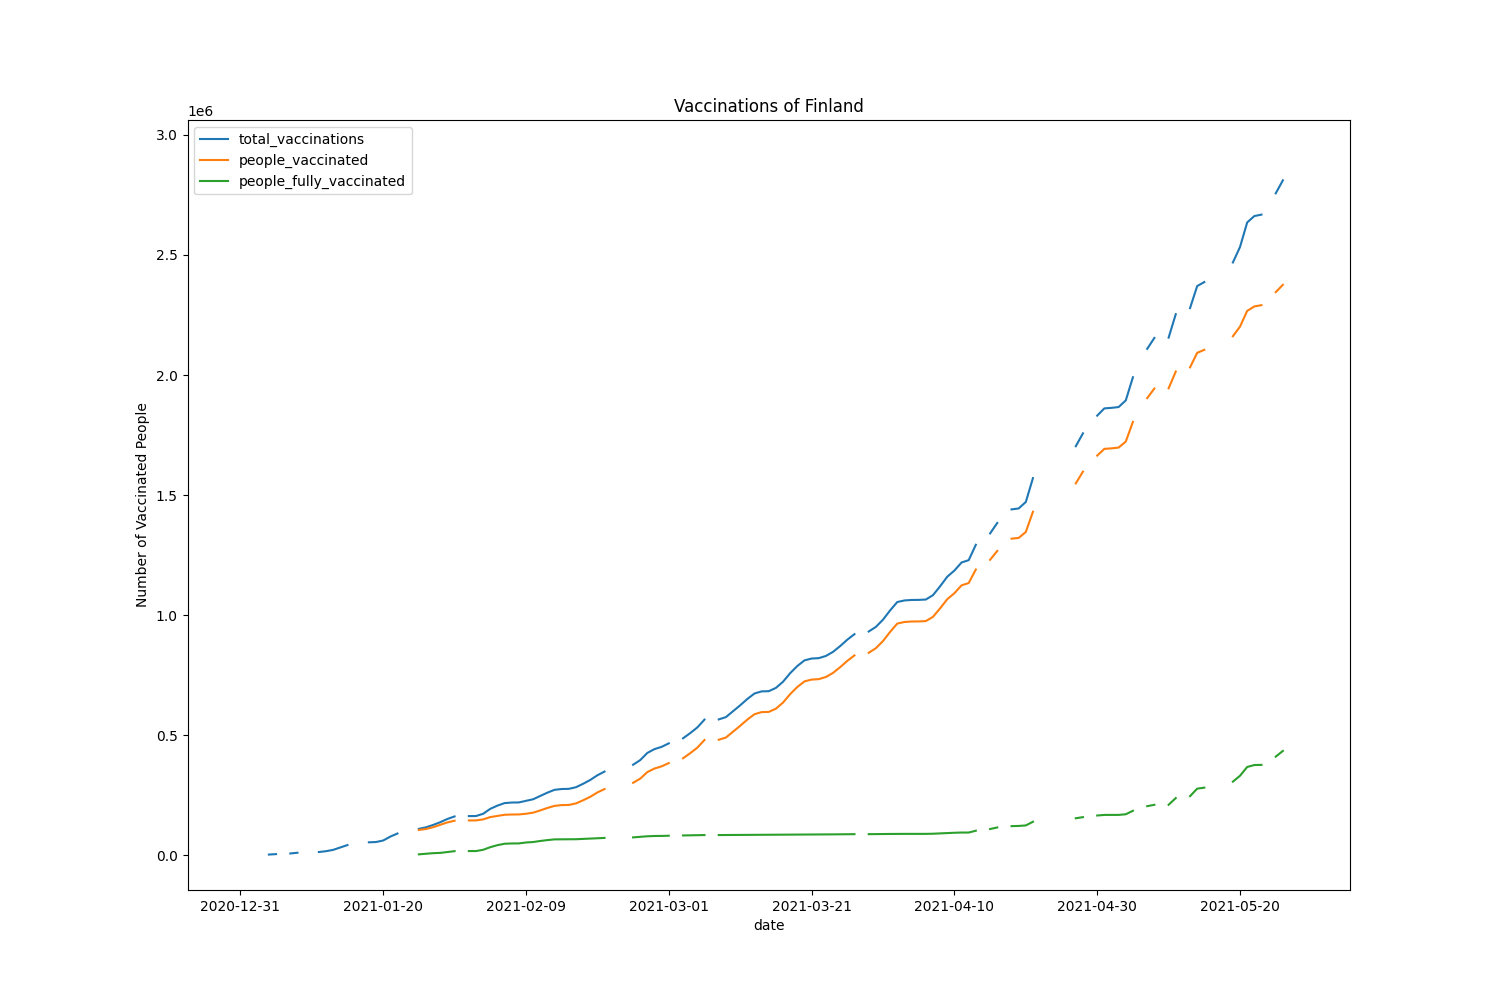 Vaccinations of Finland
1e6
total_vaccinations
people_vaccinated
people_fully_vaccinated
3.0
2.5
2.0
1.5
1.0
0.5
0.0
Number of Vaccinated People
2020-12-31 2021-01-20 2021-02-09 2021-03-01 2021-03-21 2021-04-10 2021-04-30 2021-05-20
date